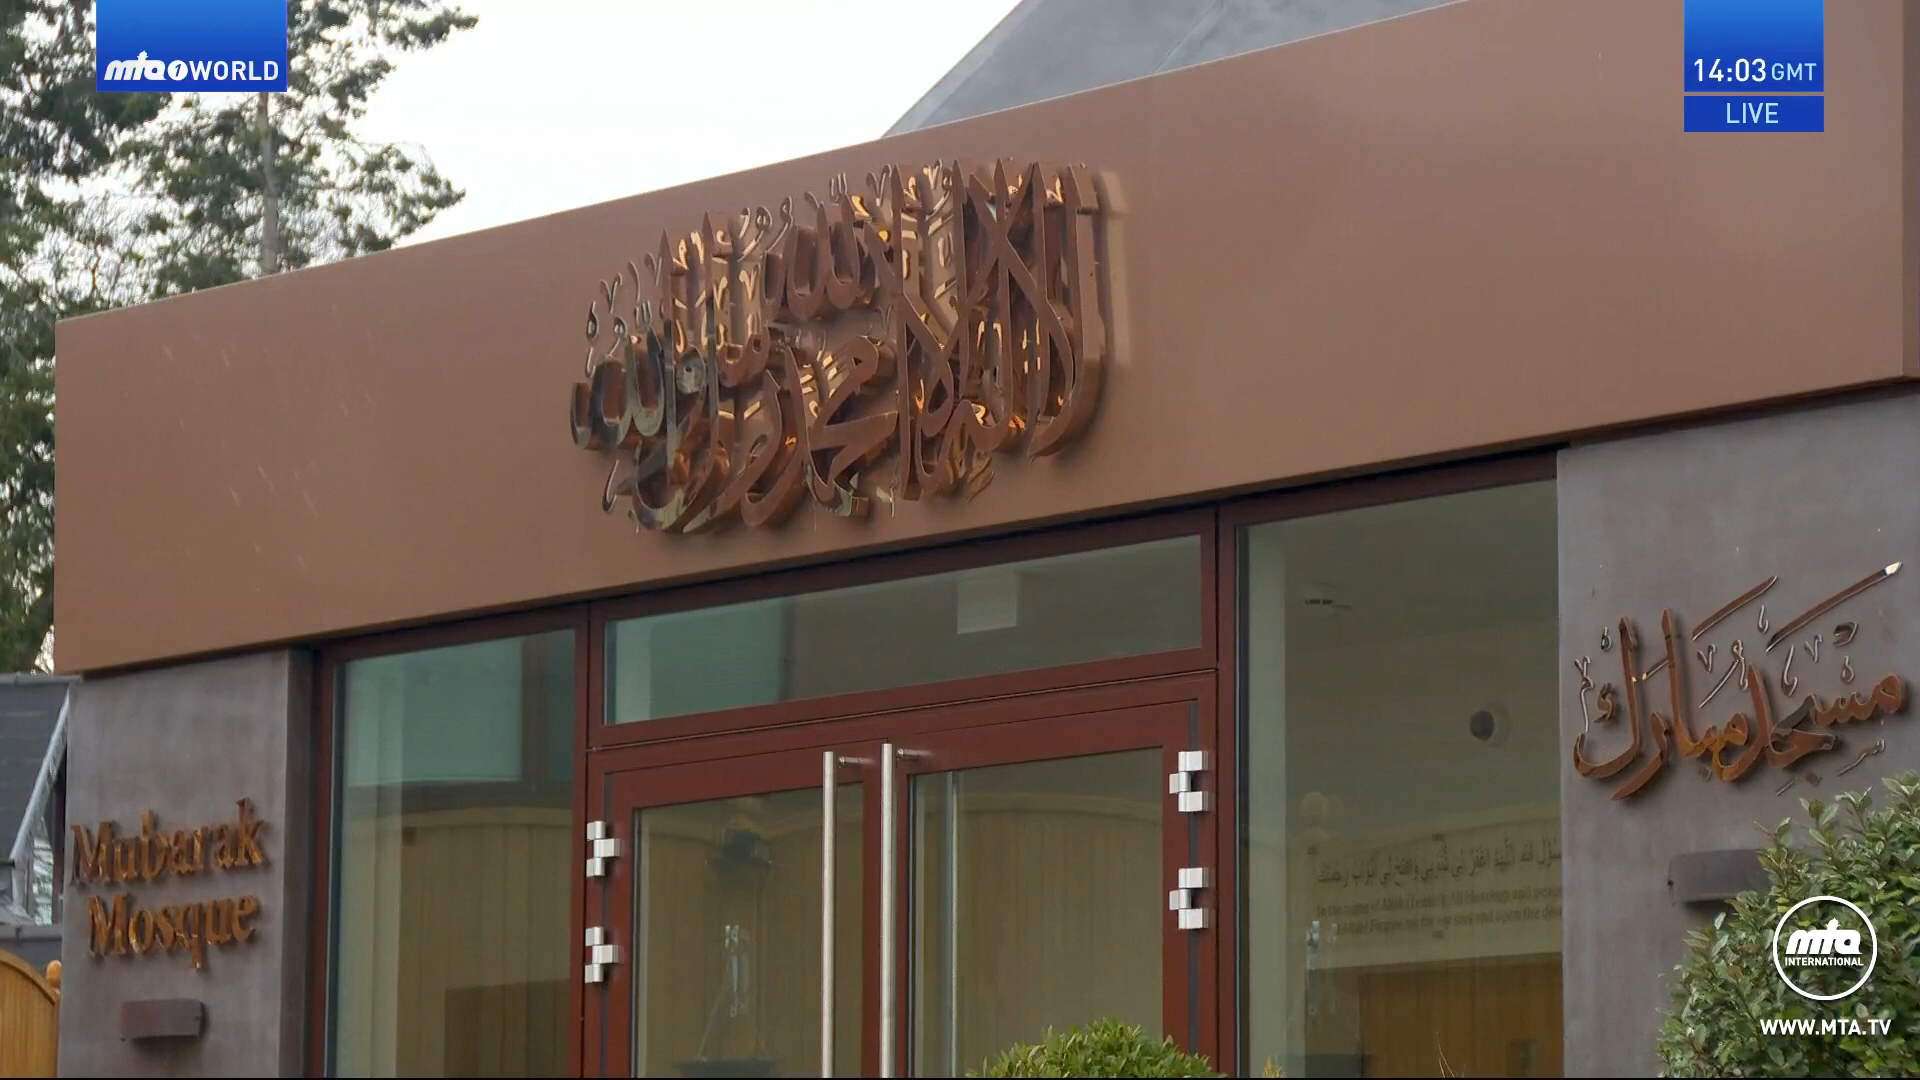 mta1WORLD
14:03 GMT
LIVE
لا إله إلا الله محمد رسول الله
Mubarak
Mosque
مسجد مبارك
mta
INTERNATIONAL
WWW.MTA.TV